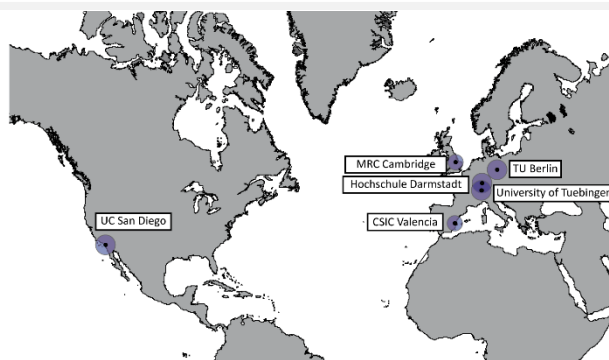 MRC Cambridge
TU Berlin
Hochschule Darmstadt
University of Tuebingen
UC San Diego
CSIC Valencia